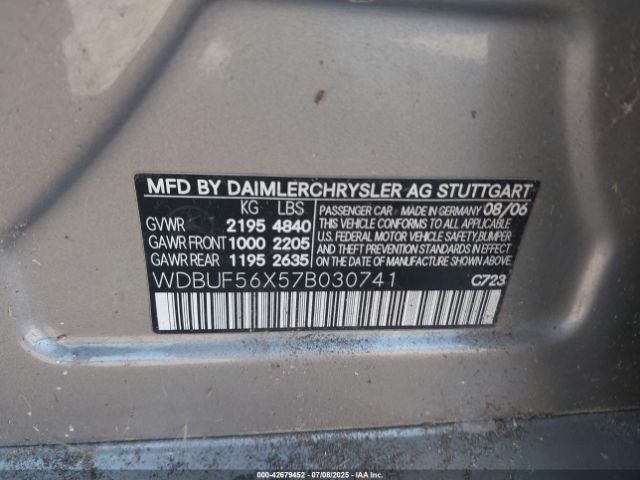 MFD BY DAIMLERCHRYSLER AG STUTTGART
KG LBS
GVWR 2195 4840
GAWR FRONT 1000 2205
GAWR REAR 1195 2635
PASSENGER CAR / MADE IN GERMANY 08/06
THIS VEHICLE CONFORMS TO ALL APPLICABLE
U.S. FEDERAL MOTOR VEHICLE SAFETY, BUMPER
AND THEFT PREVENTION STANDARDS
IN EFFECT ON THE DATE OF
MANUFACTURE SHOWN ABOVE.
WDBUF56X57B030741
C723
000-42679452 - 07/08/2025 - IAAI.com